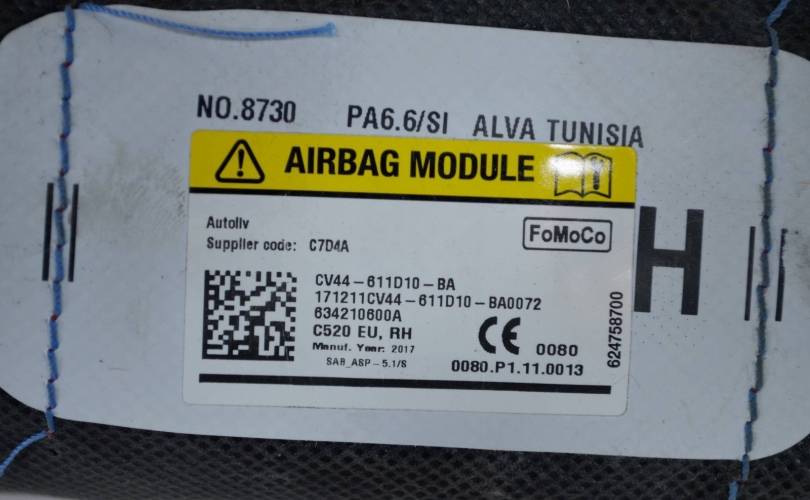 NO.8730 PA6.6/SI ALVA TUNISIA
AIRBAG MODULE
Autoliv
Supplier code: C7D4A
FoMoCo
H
CV44-611D10-BA
171211CV44-611D10-BA0072
634210600A
C520 EU, RH
Manuf. Year: 2017
SAB_ASP-5.1/S
CE 0080
0080.P1.11.0013
624758700